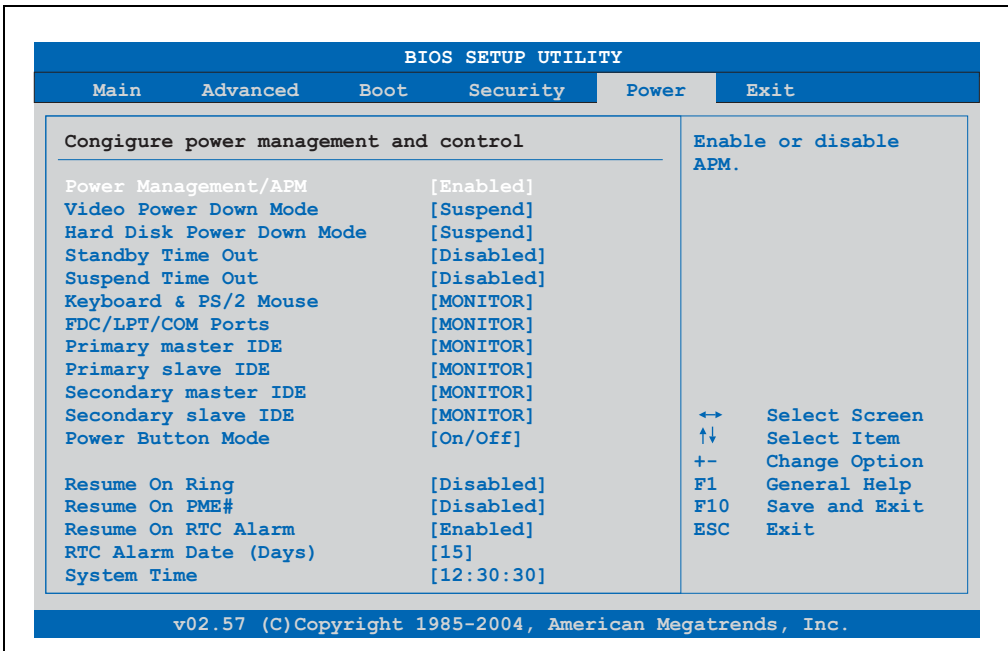 BIOS SETUP UTILITY
Main Advanced Boot Security Power Exit
Congigure power management and control
Power Management/APM [Enabled]
Video Power Down Mode [Suspend]
Hard Disk Power Down Mode [Suspend]
Standby Time Out [Disabled]
Suspend Time Out [Disabled]
Keyboard & PS/2 Mouse [MONITOR]
FDC/LPT/COM Ports [MONITOR]
Primary master IDE [MONITOR]
Primary slave IDE [MONITOR]
Secondary master IDE [MONITOR]
Secondary slave IDE [MONITOR]
Power Button Mode [On/Off]
Resume On Ring [Disabled]
Resume On PME# [Disabled]
Resume On RTC Alarm [Enabled]
RTC Alarm Date (Days) [15]
System Time [12:30:30]
Enable or disable
APM.
↔ Select Screen
↑↓ Select Item
+- Change Option
F1 General Help
F10 Save and Exit
ESC Exit
v02.57 (C)Copyright 1985-2004, American Megatrends, Inc.